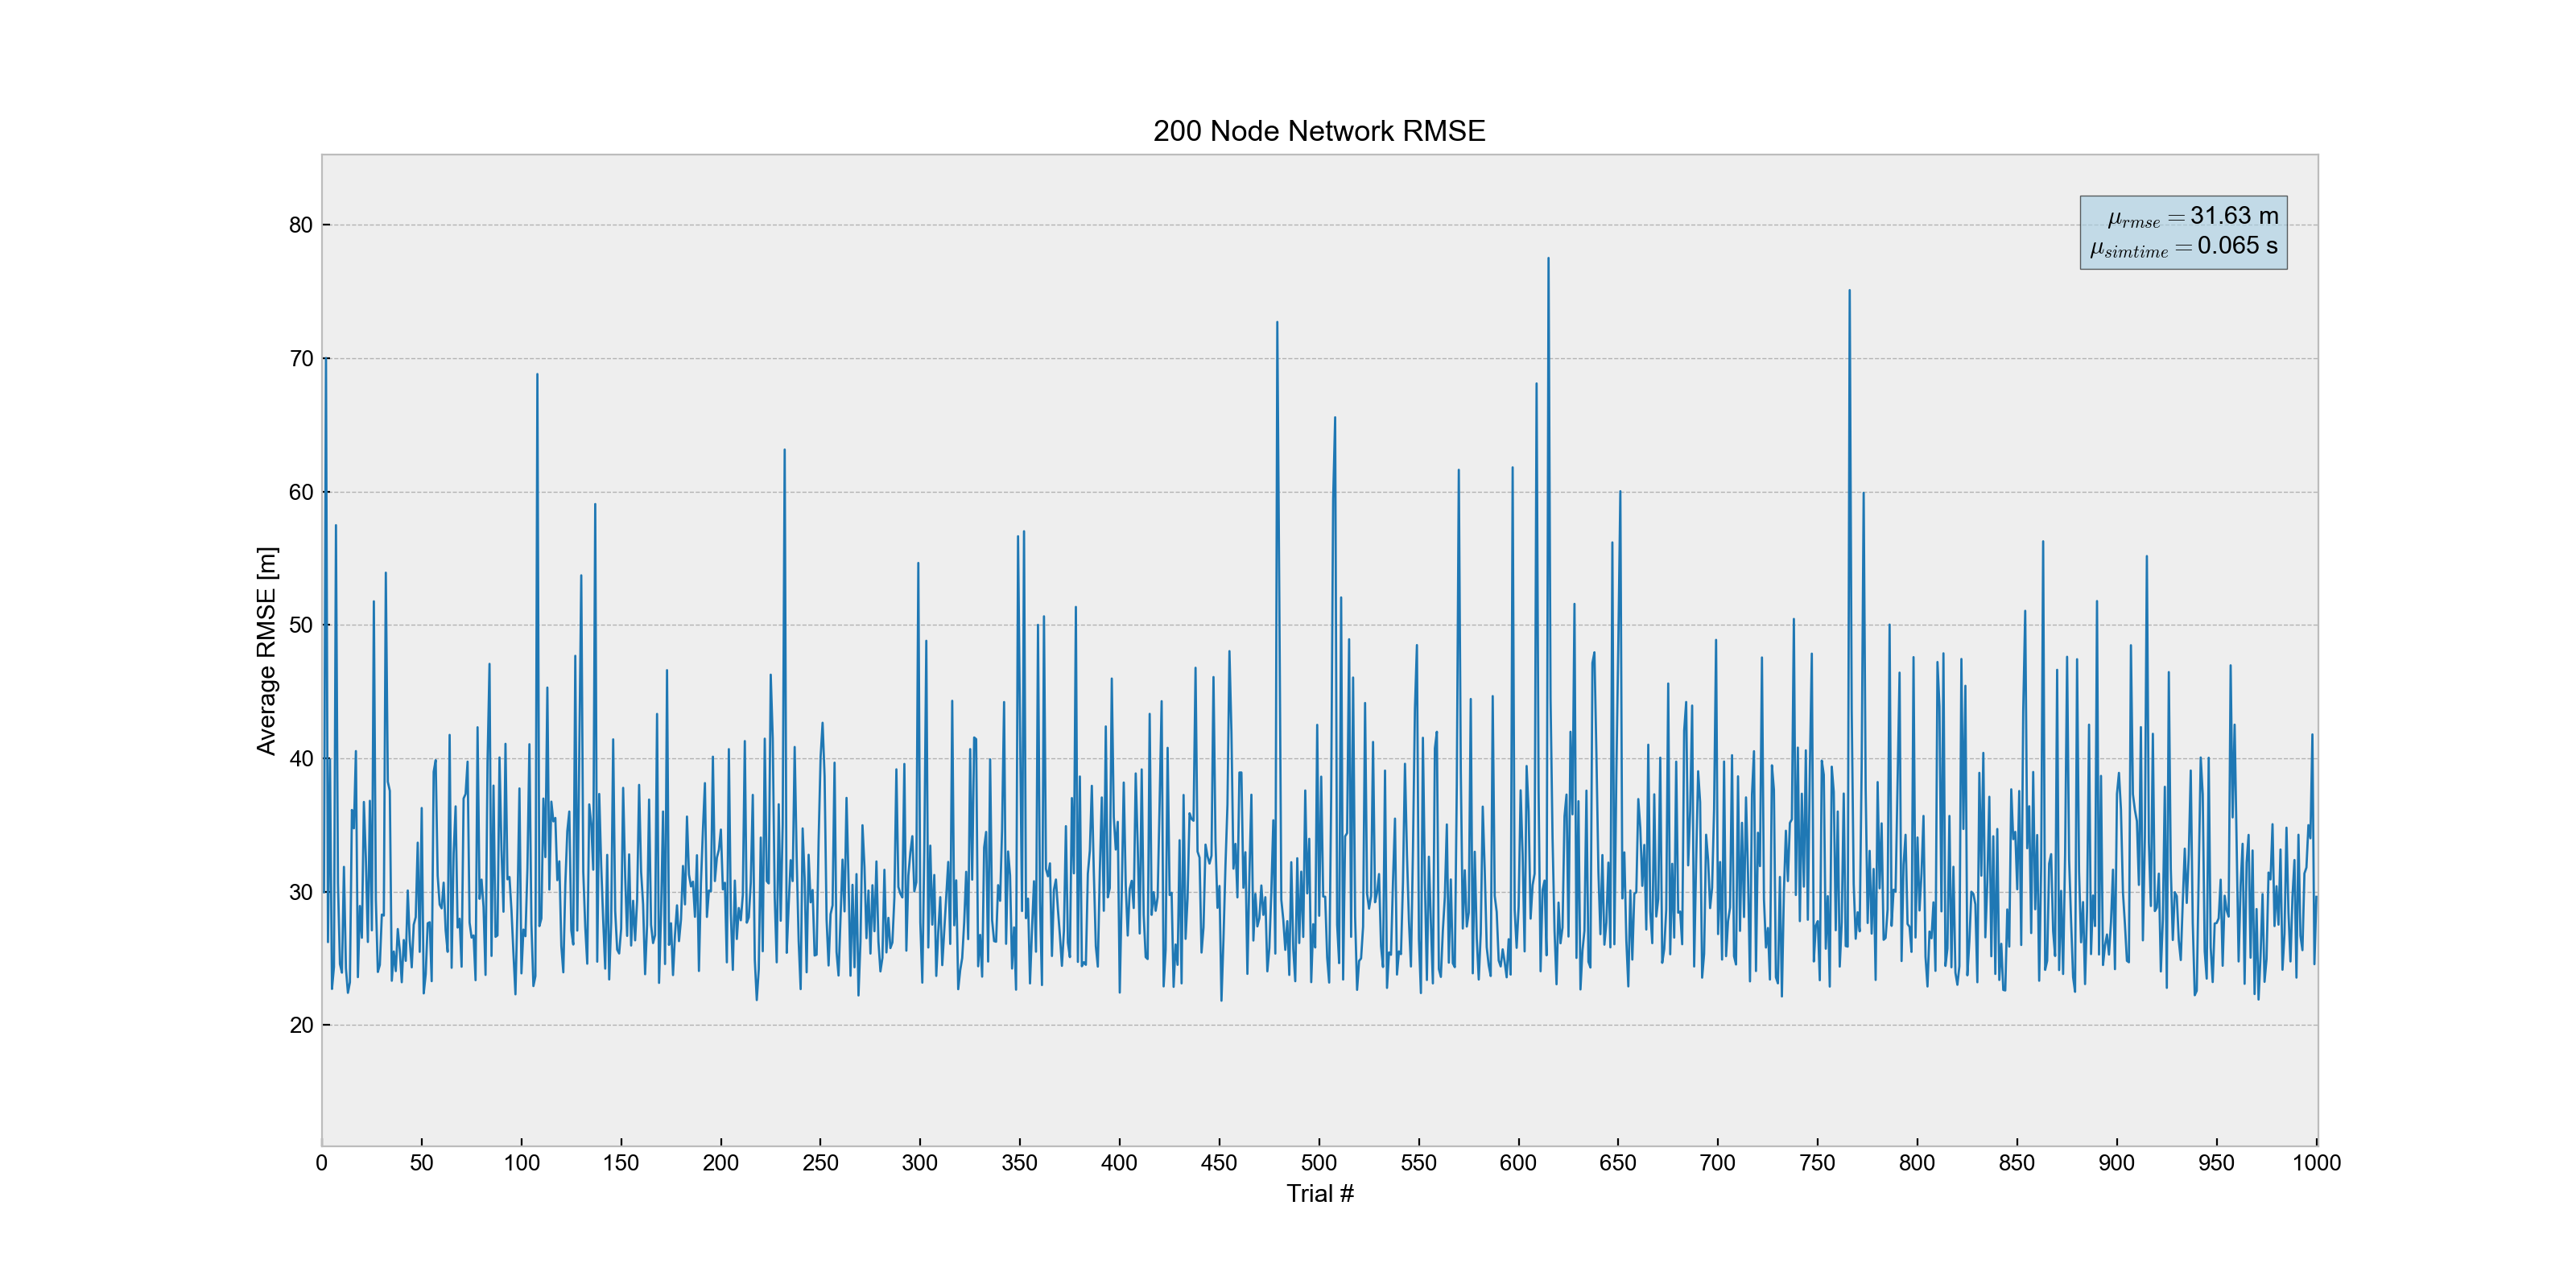 200 Node Network RMSE
μrmse = 31.63 m
μsimtime = 0.065 s
80
70
60
50
40
30
20
Average RMSE [m]
0 50 100 150 200 250 300 350 400 450 500 550 600 650 700 750 800 850 900 950 1000
Trial #